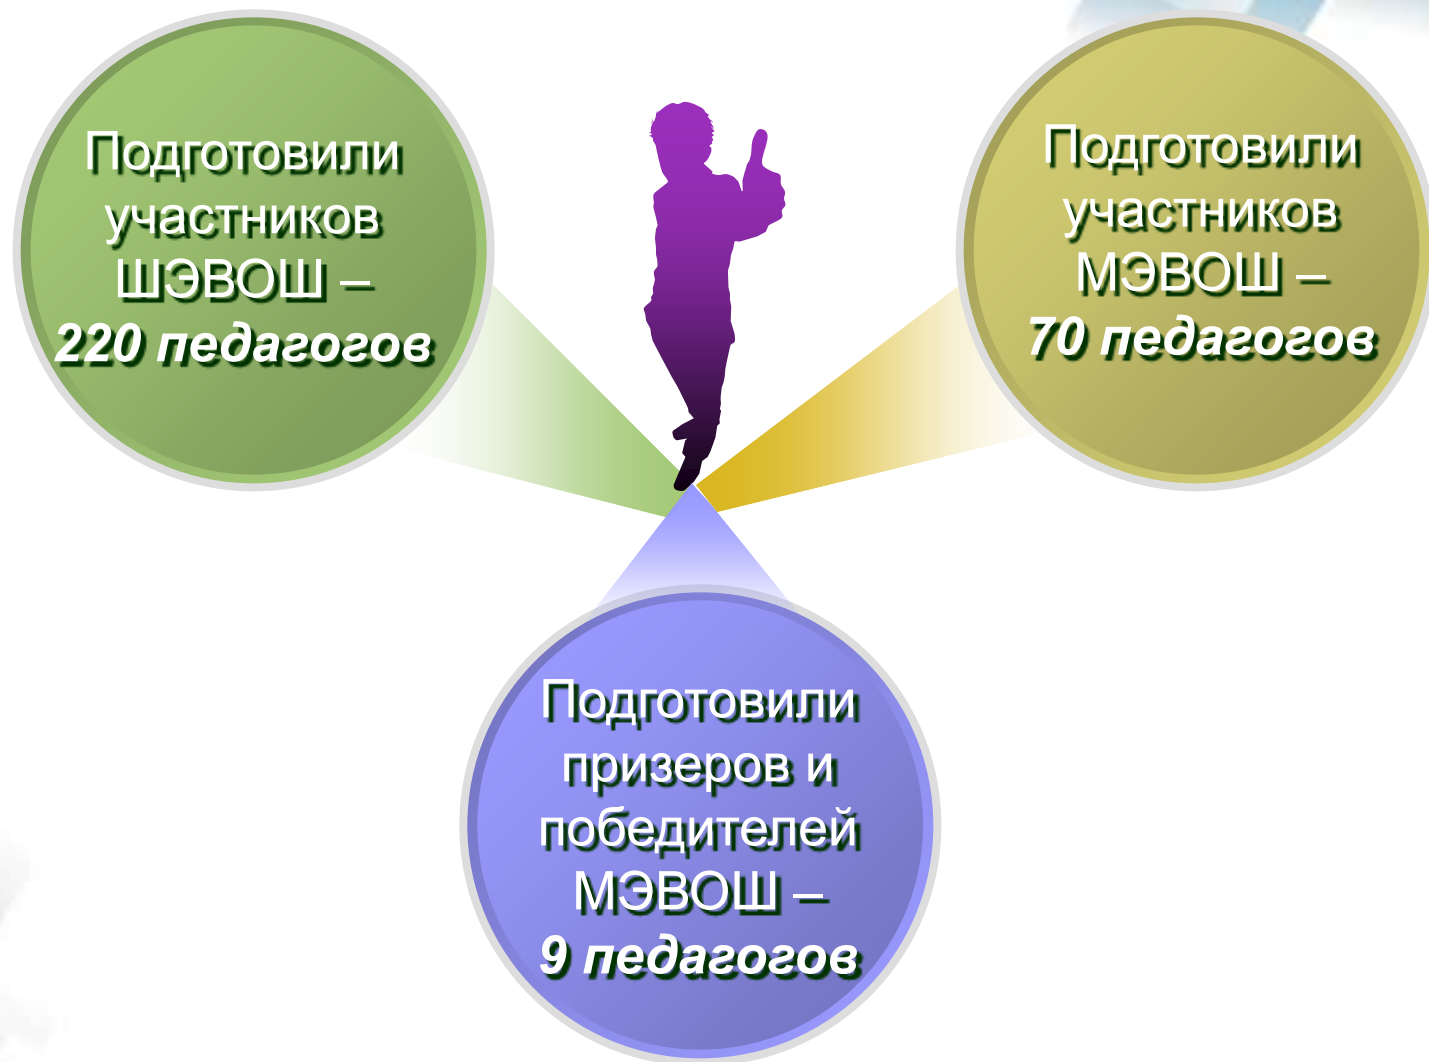 Подготовили
участников
ШЭВОШ –
220 педагогов
Подготовили
участников
МЭВОШ –
70 педагогов
Подготовили
призеров и
победителей
МЭВОШ –
9 педагогов